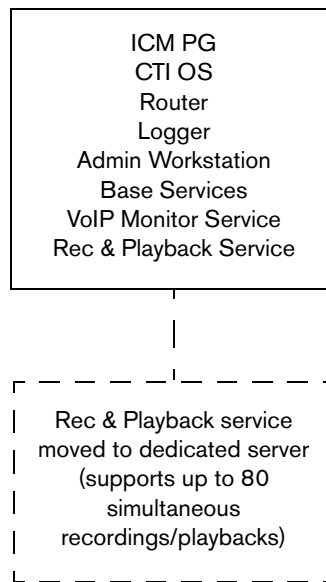 ICM PG
CTI OS
Router
Logger
Admin Workstation
Base Services
VoIP Monitor Service
Rec & Playback Service
Rec & Playback service
moved to dedicated server
(supports up to 80
simultaneous
recordings/playbacks)